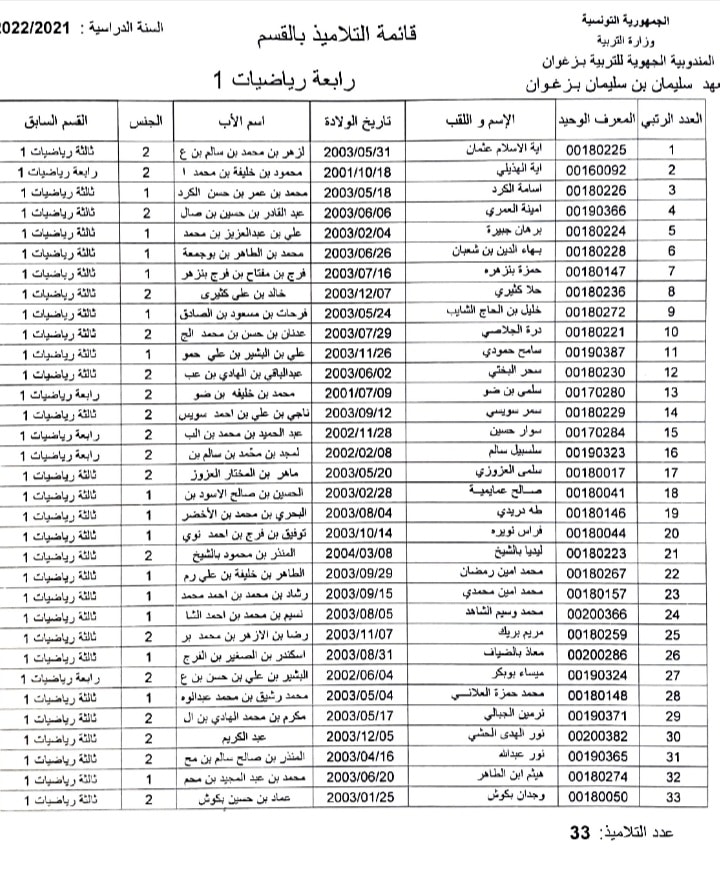 الجمهورية التونسية
وزارة التربية
المندوبية الجهوية للتربية بزغوان
سليمان بن سليمان بزغوان
قائمة التلاميذ بالقسم
السنة الدراسية : 2022/2021
رابعة رياضيات 1
العدد الرتبي المعرف الوحيد الإسم و اللقب تاريخ الولادة اسم الأب الجنس القسم السابق
1 00180225 اية الاسلام عثمان 2003/05/31 لزهر بن محمد بن سالم بن ع 2 ثالثة رياضيات 1
2 00160092 اية الهذيلي 2001/10/18 محمود بن خليفة بن محمد ا 2 رابعة رياضيات 1
3 00180226 اسامة الكرد 2003/05/18 محمد بن عمر بن حسن الكرد 1 ثالثة رياضيات 1
4 00190366 امينة العمري 2003/06/06 عبد القادر بن حسين بن صال 2 ثالثة رياضيات 1
5 00180224 برهان جبيرة 2003/02/04 علي بن عبدالعزيز بن محمد 1 ثالثة رياضيات 1
6 00180228 بهاء الدين بن شعبان 2003/06/26 محمد بن الطاهر بن بوجمعة 1 ثالثة رياضيات 1
7 00180147 حمزة بنزهره 2003/07/16 فرج بن مفتاح بن فرج بنزهر 1 ثالثة رياضيات 1
8 00180236 حلا كثيري 2003/12/07 خالد بن على كثيرى 2 ثالثة رياضيات 1
9 00180272 خليل بن الحاج الشايب 2003/05/24 فرحات بن مسعود بن الصادق 1 ثالثة رياضيات 1
10 00180221 درة الجلاصي 2003/07/29 عدنان بن حسن بن محمد الج 2 ثالثة رياضيات 1
11 00190387 سامح حمودي 2003/11/26 علي بن البشير بن علي حمو 1 ثالثة رياضيات 1
12 00180230 سحر البختي 2003/06/02 عبدالباقي بن الهادي بن عب 2 ثالثة رياضيات 1
13 00170280 سلمى بن ضو 2001/07/09 محمد بن خليفه بن ضو 2 رابعة رياضيات 1
14 00180229 سمر سويسي 2003/09/12 ناجي بن علي بن احمد سويس 2 ثالثة رياضيات 1
15 00170284 سوار حسين 2002/11/28 عبد الحميد بن محمد بن الب 2 رابعة رياضيات 1
16 00190323 سلسبيل سالم 2002/02/08 لمجد بن محمد بن سالم بن 2 رابعة رياضيات 1
17 00180017 سلمى العزوزي 2003/05/20 ماهر بن المختار العزوز 2 ثالثة رياضيات 1
18 00180041 صالح عمايمية 2003/02/28 الحسين بن صالح الاسود بن 1 ثالثة رياضيات 1
19 00180146 طه دريدي 2003/08/04 البحري بن محمد بن الأخضر 1 ثالثة رياضيات 1
20 00180044 فراس نويره 2003/10/14 توفيق بن فرج بن احمد نوي 1 ثالثة رياضيات 1
21 00180223 ليديا بالشيخ 2004/03/08 المنذر بن محمود بالشيخ 2 ثالثة رياضيات 1
22 00180267 محمد امين رمضان 2003/09/29 الطاهر بن خليفة بن علي رم 1 ثالثة رياضيات 1
23 00180157 محمد امين محمدي 2003/09/15 رشاد بن محمد بن احمد محمد 1 ثالثة رياضيات 1
24 00200366 محمد وسيم الشاهد 2003/08/05 نسيم بن محمد بن احمد الشا 1 ثالثة رياضيات 1
25 00180259 مريم بريك 2003/11/07 رضا بن الازهر بن محمد بر 2 ثالثة رياضيات 1
26 00200286 معاذ بالضياف 2003/08/31 اسكندر بن الصغير بن الفرج 1 ثالثة رياضيات 1
27 00190324 ميساء بوبكر 2002/06/04 البشير بن علي بن حسن بن ع 2 رابعة رياضيات 1
28 00180148 محمد حمزة العلاني 2003/05/04 محمد رشيق بن محمد عبدالوه 1 ثالثة رياضيات 1
29 00190371 نرمين الجبالي 2003/05/17 مكرم بن محمد الهادي بن ال 2 ثالثة رياضيات 1
30 00200382 نور الهدى الحشي 2003/12/05 عبد الكريم 2 ثالثة رياضيات 1
31 00190365 نور عبدالله 2003/04/16 المنذر بن صالح سالم بن مح 2 ثالثة رياضيات 1
32 00180274 هيثم ابن الطاهر 2003/06/20 محمد بن عبد المجيد بن محم 1 ثالثة رياضيات 1
33 00180050 وجدان بكوش 2003/01/25 عماد بن حسين بكوش 2 ثالثة رياضيات 1
عدد التلاميذ: 33